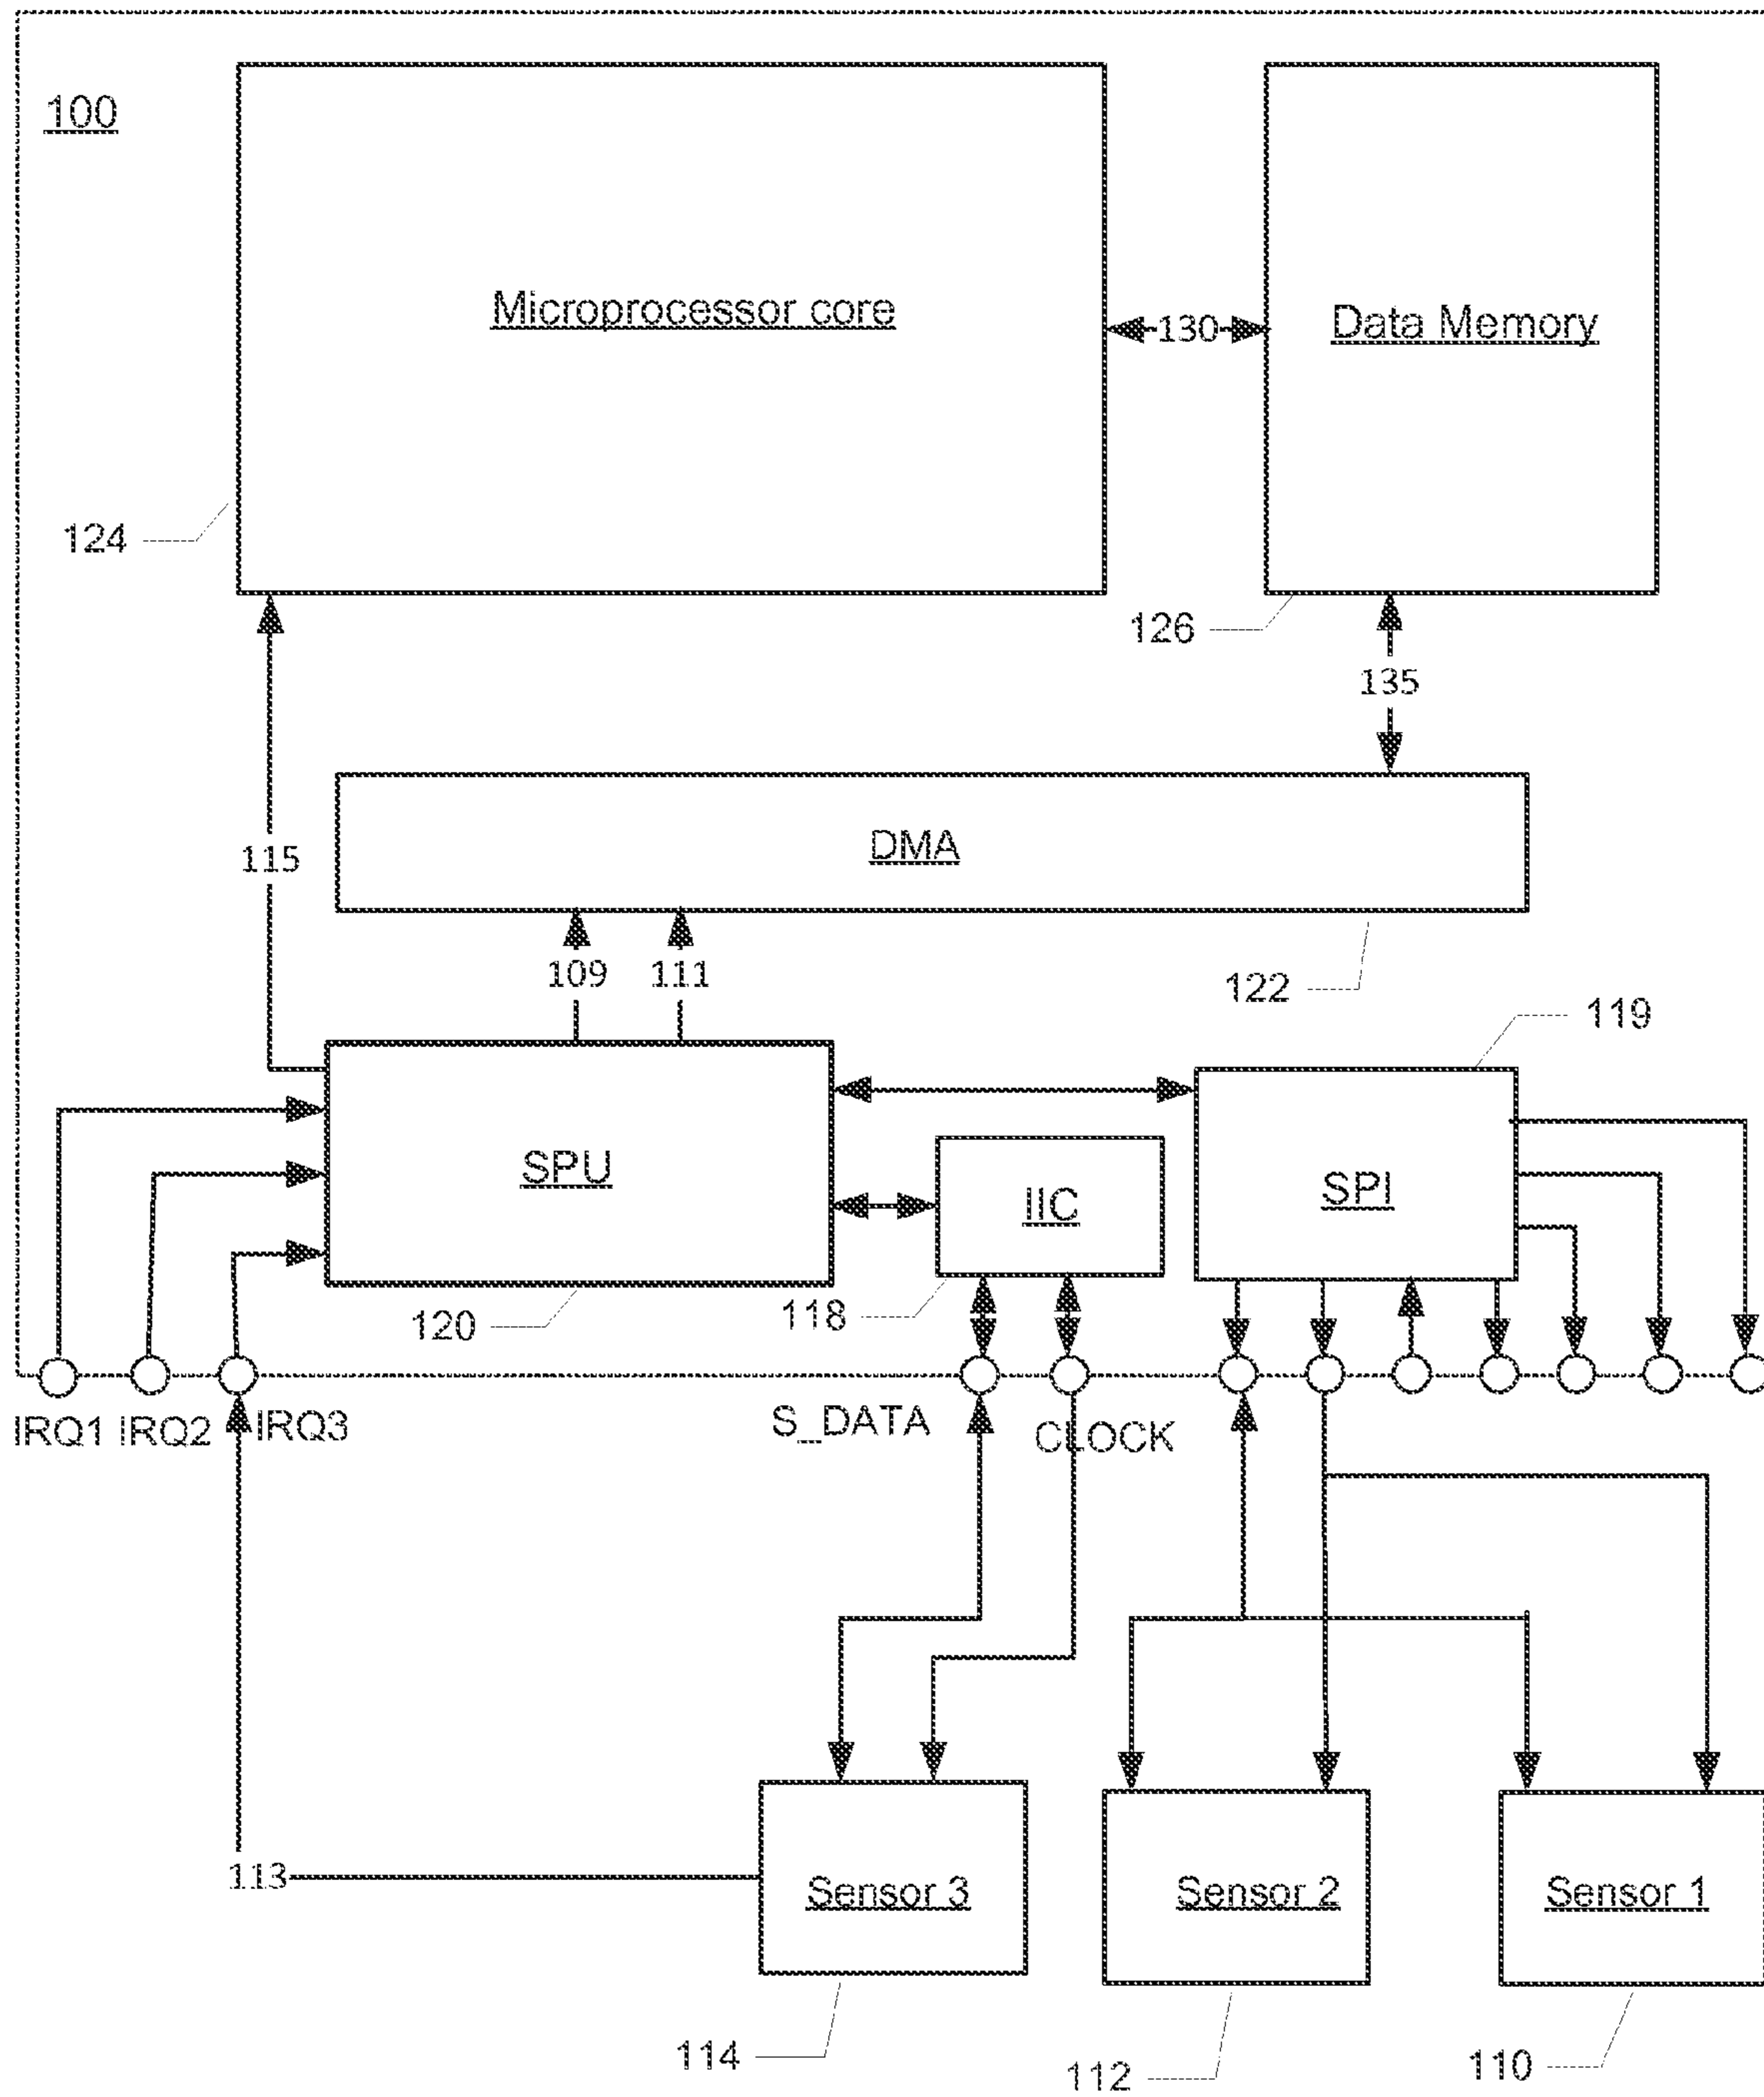 100
Microprocessor core
130
Data Memory
124
126
135
115
DMA
109
111
122
119
SPU
IIC
SPI
120
118
IRQ1 IRQ2 IRQ3
S_DATA
CLOCK
113
Sensor 3
Sensor 2
Sensor 1
114
112
110